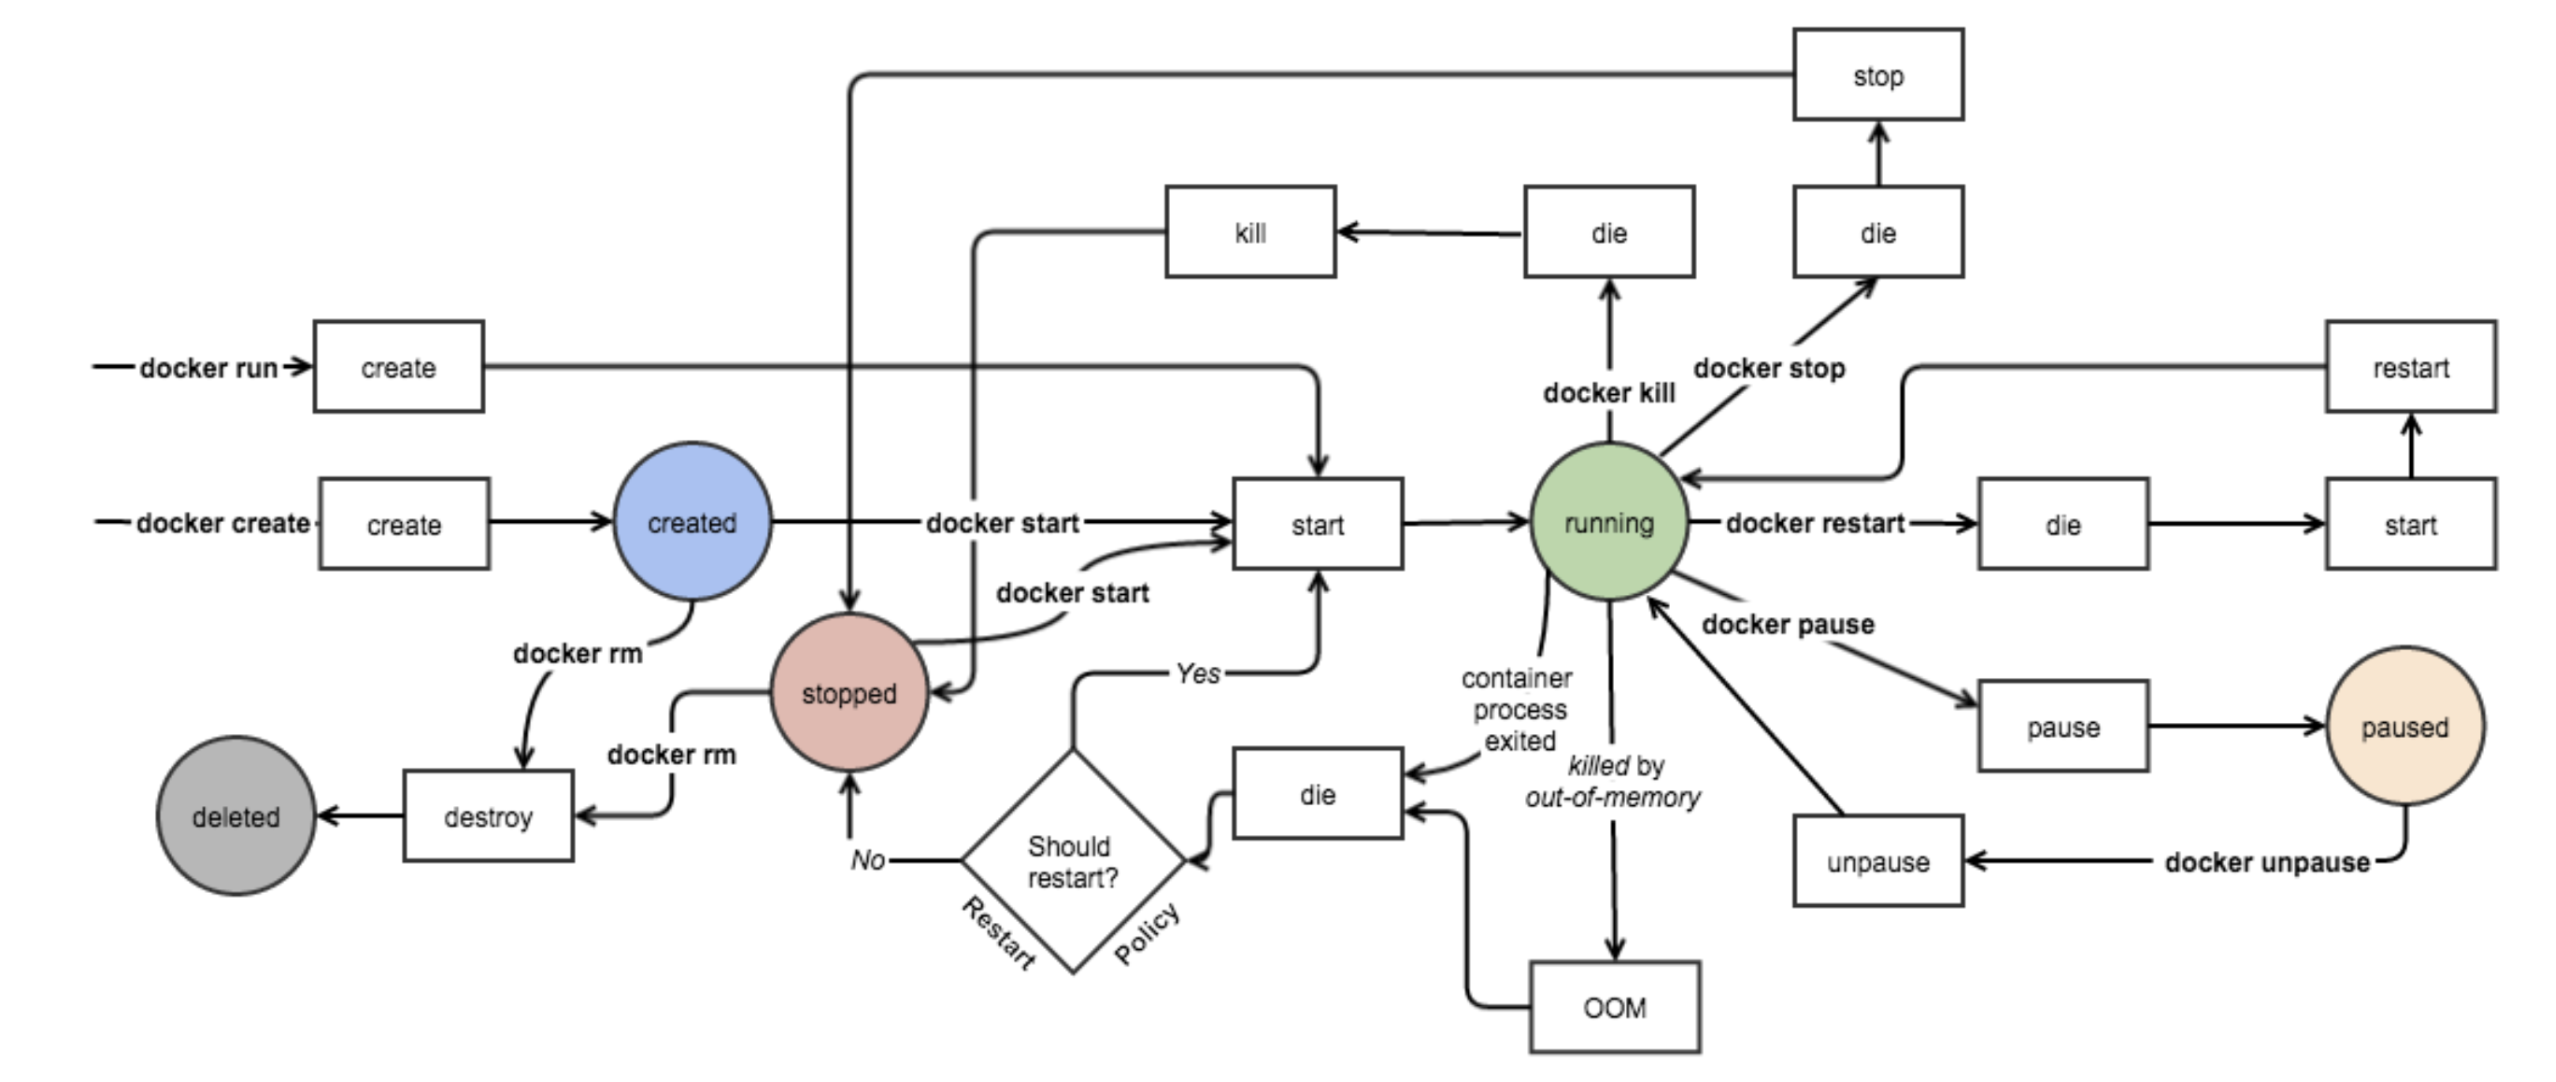 stop
kill
die
die
docker run
create
docker kill
docker stop
restart
docker create
create
created
docker start
start
running
docker restart
die
start
docker start
docker rm
docker pause
stopped
Yes
container
process
exited
pause
paused
docker rm
killed by
out-of-memory
deleted
destroy
die
Should
restart?
No
unpause
docker unpause
Restart
Policy
OOM